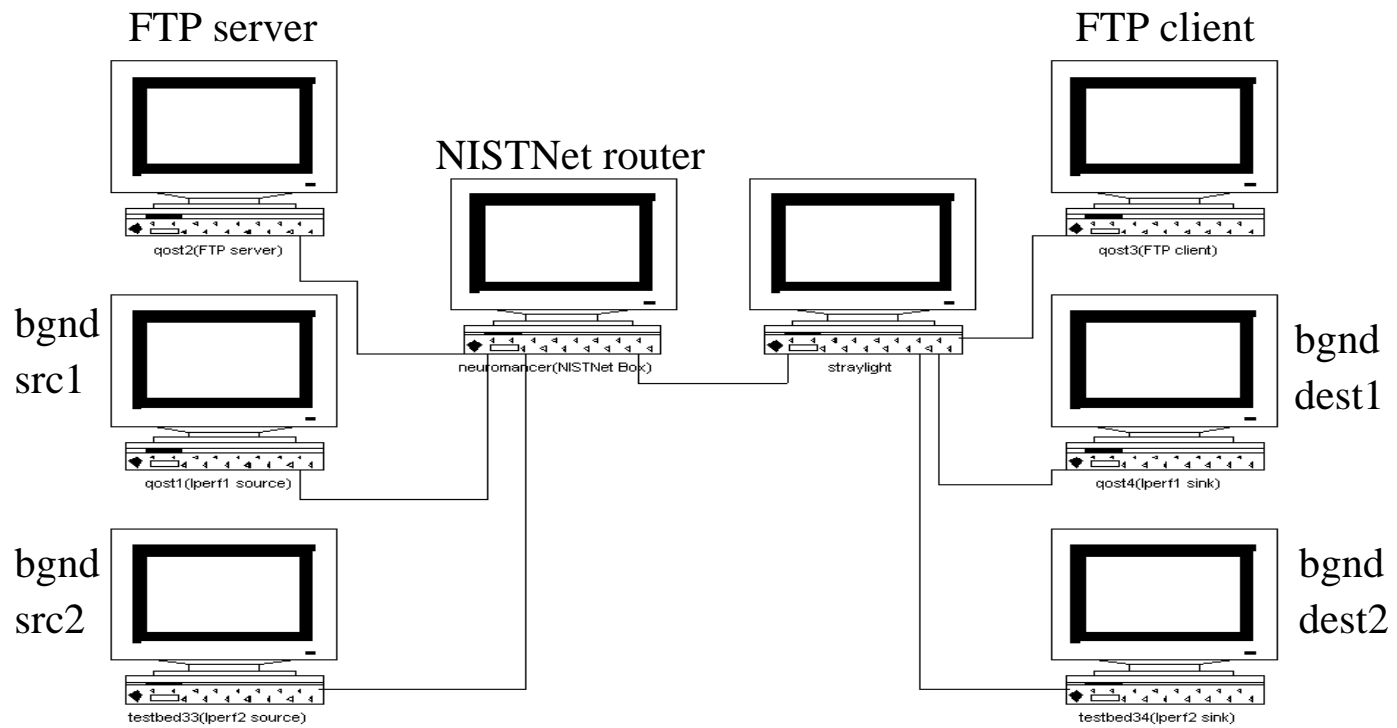 FTP server
FTP client
NISTNet router
qost2(FTP server)
qost3(FTP client)
bgnd
src1
neuromancer(NISTNet Box)
straylight
bgnd
dest1
qost1(Iperf1 source)
qost4(Iperf1 sink)
bgnd
src2
bgnd
dest2
testbed33(Iperf2 source)
testbed34(Iperf2 sink)